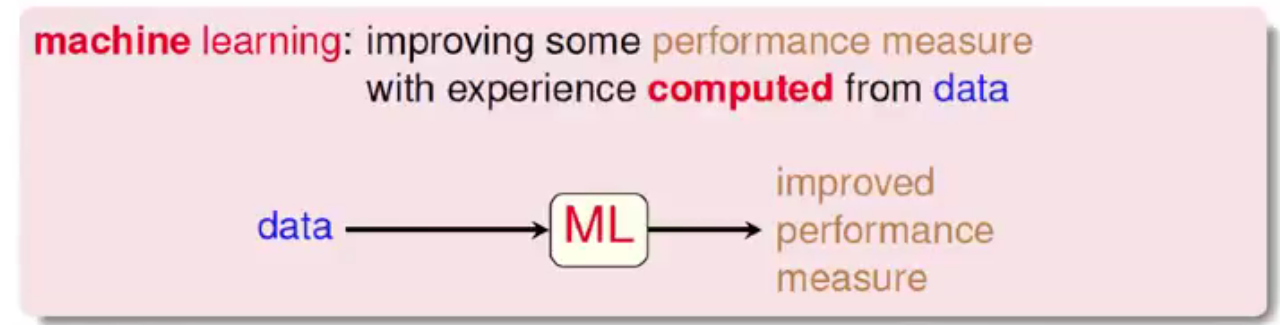 machine learning: improving some performance measure
with experience computed from data
data
ML
improved
performance
measure